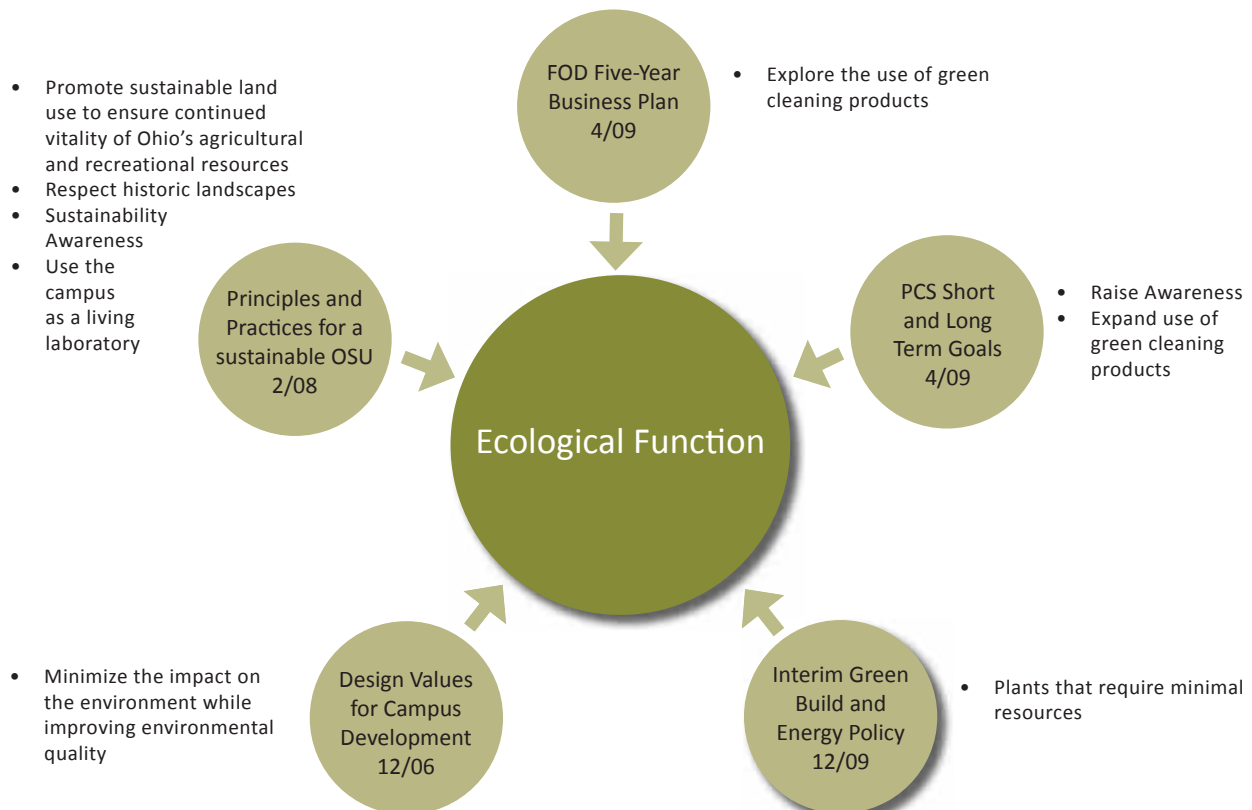 FOD Five-Year
Business Plan
4/09
• Explore the use of green
cleaning products
• Promote sustainable land
use to ensure continued
vitality of Ohio’s agricultural
and recreational resources
• Respect historic landscapes
• Sustainability
Awareness
• Use the
campus
as a living
laboratory
Principles and
Practices for a
sustainable OSU
2/08
PCS Short
and Long
Term Goals
4/09
• Raise Awareness
• Expand use of
green cleaning
products
Ecological Function
• Minimize the impact on
the environment while
improving environmental
quality
Design Values
for Campus
Development
12/06
Interim Green
Build and
Energy Policy
12/09
• Plants that require minimal
resources